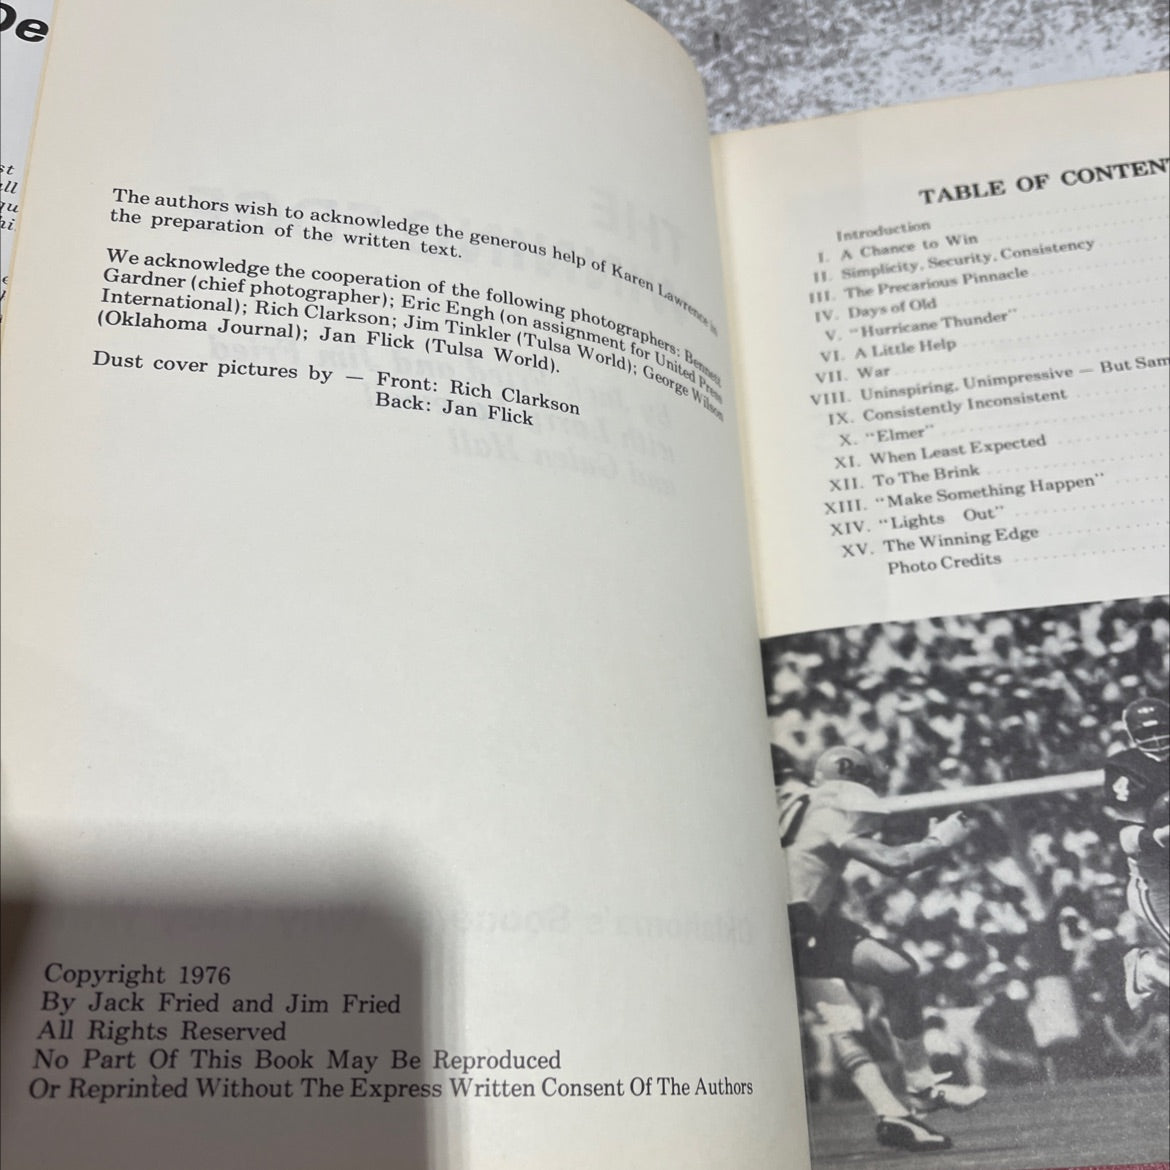 De
st
ell
The authors wish to acknowledge the generous help of Karen Lawrence in
the preparation of the written text.
We acknowledge the cooperation of the following photographers: Bennett
Gardner (chief photographer); Eric Engh (on assignment for United Press
International); Rich Clarkson; Jim Tinkler (Tulsa World); George Wilson
(Oklahoma Journal); Jan Flick (Tulsa World).
Dust cover pictures by — Front: Rich Clarkson
Back: Jan Flick
Copyright 1976
By Jack Fried and Jim Fried
All Rights Reserved
No Part Of This Book May Be Reproduced
Or Reprinted Without The Express Written Consent Of The Authors
TABLE OF CONTEN
Introduction
I. A Chance to Win
II. Simplicity, Security, Consistency
III. The Precarious Pinnacle
IV. Days of Old
V. "Hurricane Thunder"
VI. A Little Help
VII. War
VIII. Uninspiring, Unimpressive — But Sam
IX. Consistently Inconsistent
X. "Elmer"
XI. When Least Expected
XII. To The Brink
XIII. "Make Something Happen"
XIV. "Lights Out"
XV. The Winning Edge
Photo Credits
4